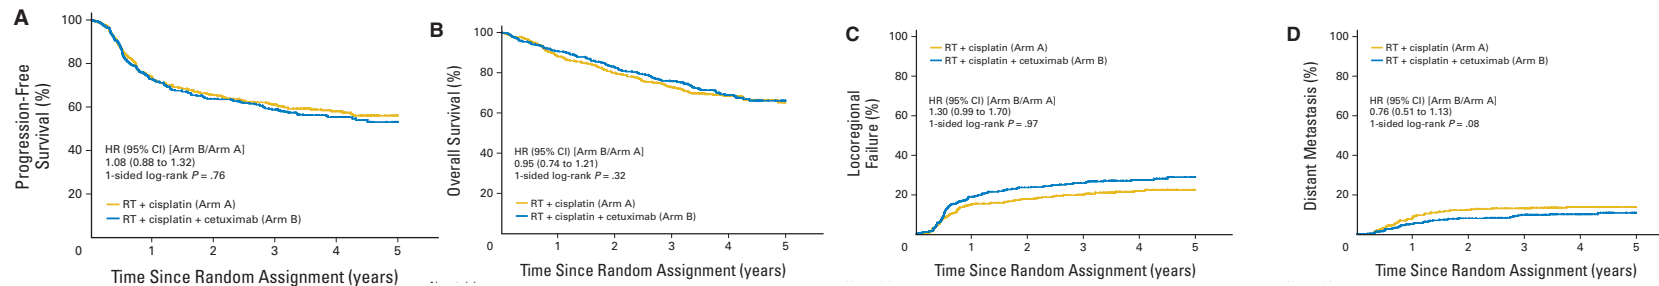 A
Progression-Free
Survival (%)
100
80
60
40
20
0
HR (95% CI) [Arm B/Arm A]
1.08 (0.88 to 1.32)
1-sided log-rank P = .76
RT + cisplatin (Arm A)
RT + cisplatin + cetuximab (Arm B)
1 2 3 4 5
Time Since Random Assignment (years)
B
Overall Survival (%)
100
80
60
40
20
0
HR (95% CI) [Arm B/Arm A]
0.95 (0.74 to 1.21)
1-sided log-rank P = .32
RT + cisplatin (Arm A)
RT + cisplatin + cetuximab (Arm B)
1 2 3 4 5
Time Since Random Assignment (years)
C
Locoregional
Failure (%)
100
80
60
40
20
0
RT + cisplatin (Arm A)
RT + cisplatin + cetuximab (Arm B)
HR (95% CI) [Arm B/Arm A]
1.30 (0.99 to 1.70)
1-sided log-rank P = .97
1 2 3 4 5
Time Since Random Assignment (years)
D
Distant Metastasis (%)
100
80
60
40
20
0
RT + cisplatin (Arm A)
RT + cisplatin + cetuximab (Arm B)
HR (95% CI) [Arm B/Arm A]
0.76 (0.51 to 1.13)
1-sided log-rank P = .08
1 2 3 4 5
Time Since Random Assignment (years)